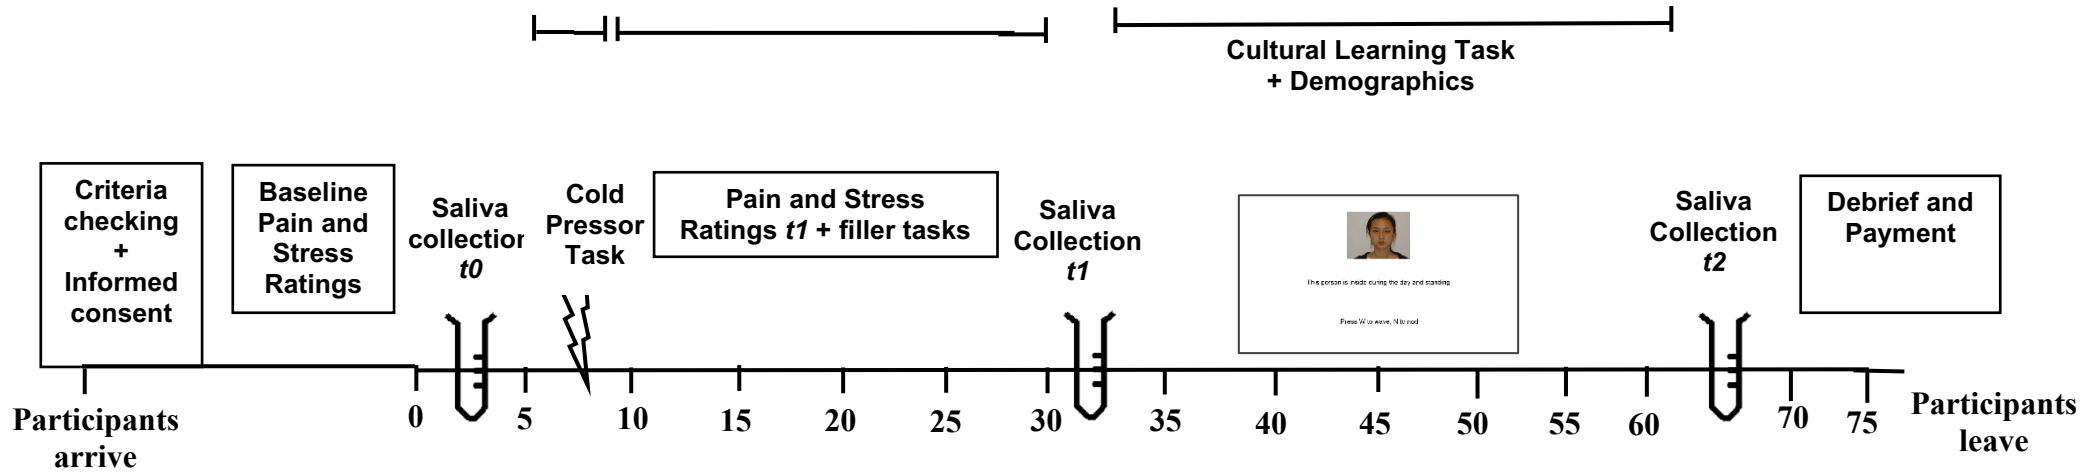 Cultural Learning Task
+ Demographics
Criteria
checking
+
Informed
consent
Baseline
Pain and
Stress
Ratings
Saliva
collection
t0
Cold
Pressor
Task
Pain and Stress
Ratings t1 + filler tasks
Saliva
Collection
t1
This person is inside during the day and standing
Press W to wave, N to nod
Saliva
Collection
t2
Debrief and
Payment
Participants
arrive
0 5 10 15 20 25 30 35 40 45 50 55 60 70 75
Participants
leave